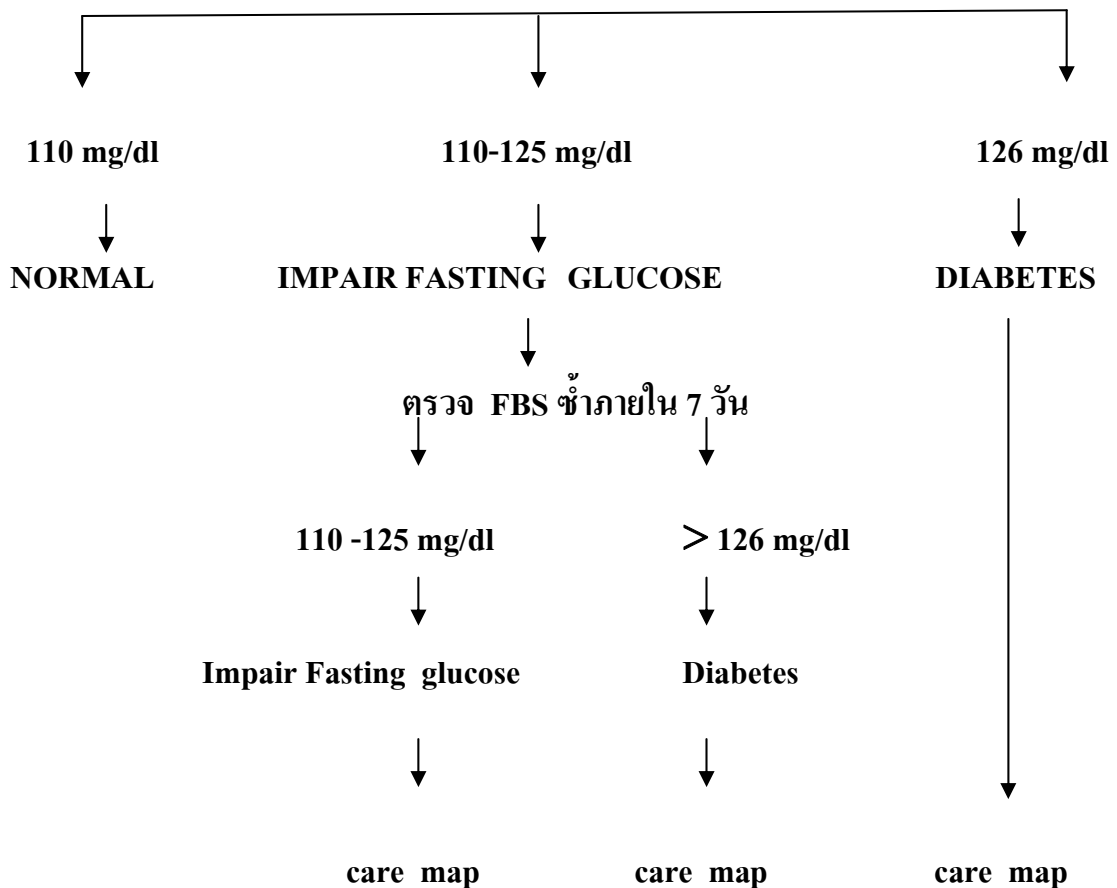 110 mg/dl 110-125 mg/dl 126 mg/dl
NORMAL IMPAIR FASTING GLUCOSE DIABETES
ตรวจ FBS ซ้ำภายใน 7 วัน
110 -125 mg/dl > 126 mg/dl
Impair Fasting glucose Diabetes
care map care map care map